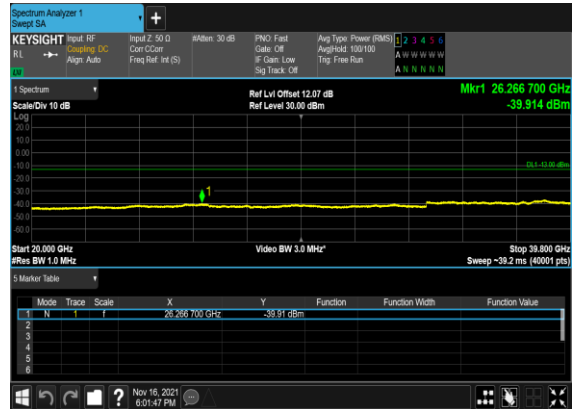 Spectrum Analyzer 1
Swept SA
+
KEYSIGHT Input: RF Input Z: 50 Ω #Atten: 30 dB PNO: Fast Avg Type: Power (RMS) 1 2 3 4 5 6
RL Coupling: DC Corr CCorr Gate: Off Avg|Hold: 100/100 A W W W W W
Align: Auto Freq Ref: Int (S) IF Gain: Low Trig: Free Run
Sig Track: Off A N N N N N
1 Spectrum
Ref Lvl Offset 12.07 dB Mkr1 26.266 700 GHz
Scale/Div 10 dB Ref Level 30.00 dBm -39.914 dBm
Log
20.0
10.0
0.00
-10.0
DL1 -13.00 dBm
-20.0
-30.0
1
-40.0
-50.0
-60.0
Start 20.000 GHz Video BW 3.0 MHz* Stop 39.800 GHz
#Res BW 1.0 MHz Sweep ~39.2 ms (40001 pts)
5 Marker Table
Mode Trace Scale X Y Function Function Width Function Value
1 N 1 f 26.266 700 GHz -39.91 dBm
2
3
4
5
6
?
Nov 16, 2021
6:01:47 PM